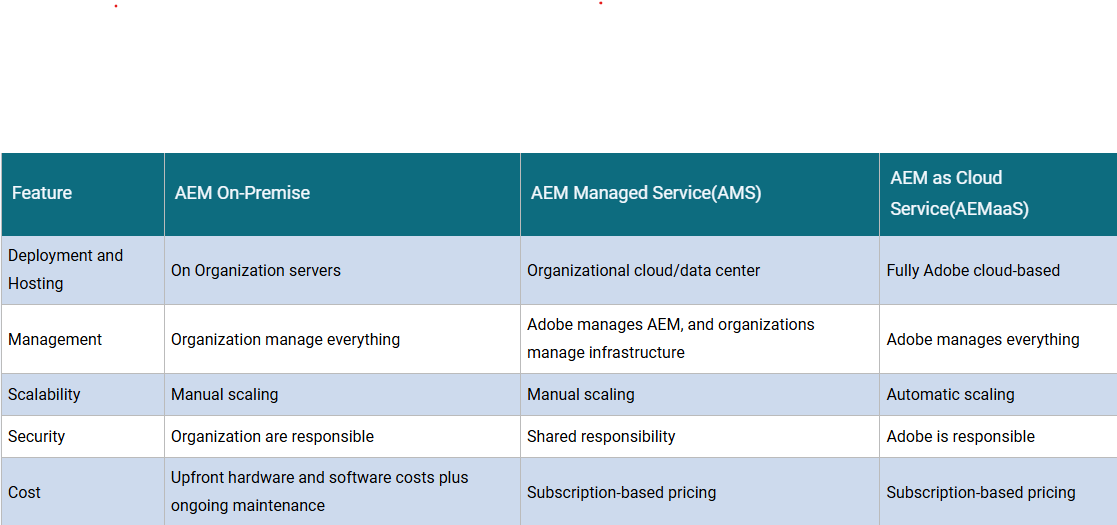 Feature
AEM On-Premise
AEM Managed Service(AMS)
AEM as Cloud
Service(AEMaaS)
Deployment and
Hosting
On Organization servers
Organizational cloud/data center
Fully Adobe cloud-based
Management
Organization manage everything
Adobe manages AEM, and organizations
manage infrastructure
Adobe manages everything
Scalability
Manual scaling
Manual scaling
Automatic scaling
Security
Organization are responsible
Shared responsibility
Adobe is responsible
Cost
Upfront hardware and software costs plus
ongoing maintenance
Subscription-based pricing
Subscription-based pricing